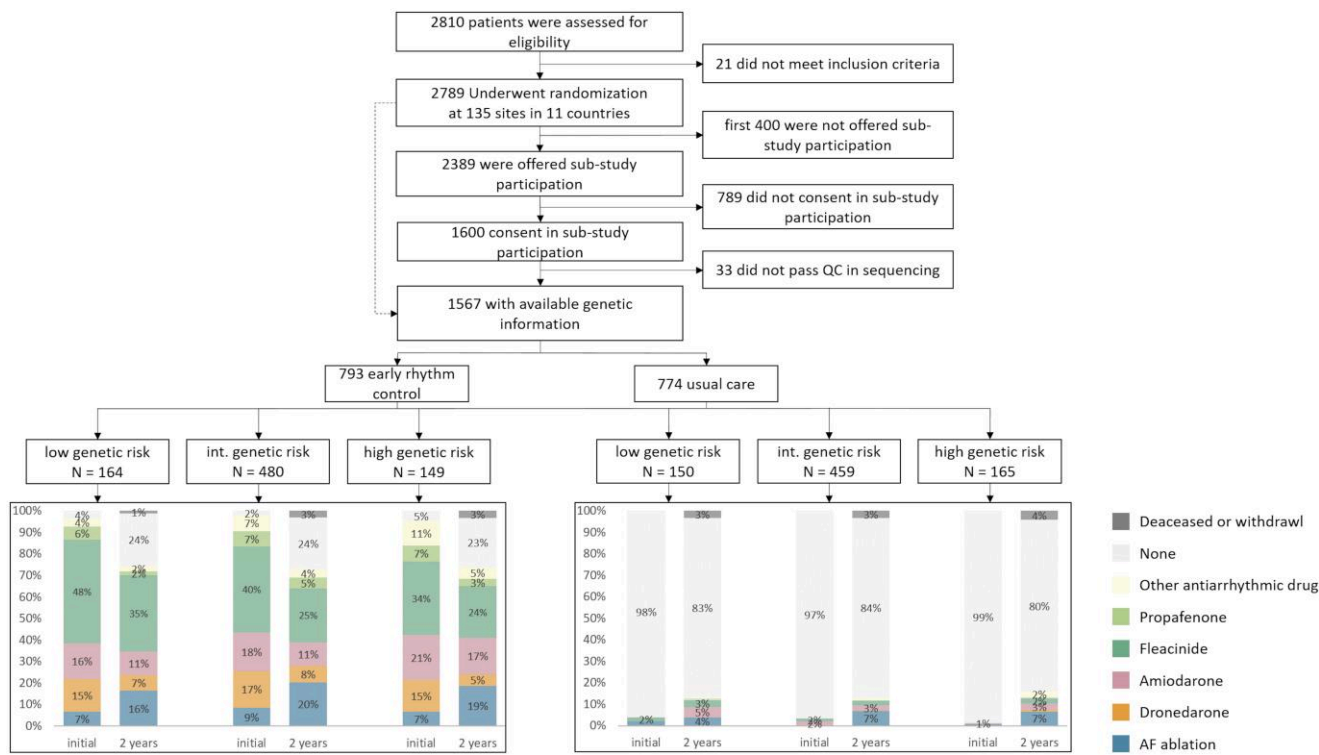 2810 patients were assessed for
eligibility
21 did not meet inclusion criteria
2789 Underwent randomization
at 135 sites in 11 countries
first 400 were not offered sub-
study participation
2389 were offered sub-study
participation
789 did not consent in sub-study
participation
1600 consent in sub-study
participation
33 did not pass QC in sequencing
1567 with available genetic
information
793 early rhythm
control
774 usual care
low genetic risk
N = 164
int. genetic risk
N = 480
high genetic risk
N = 149
low genetic risk
N = 150
int. genetic risk
N = 459
high genetic risk
N = 165
100%
90%
80%
70%
60%
50%
40%
30%
20%
10%
0%
4%
4%
6%
48%
16%
15%
7%
initial
1%
24%
2%
2%
35%
11%
7%
16%
2 years
2%
7%
7%
40%
18%
17%
9%
initial
3%
24%
4%
5%
25%
11%
8%
20%
2 years
5%
11%
7%
34%
21%
15%
7%
initial
3%
23%
5%
3%
24%
17%
5%
19%
2 years
100%
90%
80%
70%
60%
50%
40%
30%
20%
10%
0%
98%
2%
initial
3%
83%
3%
5%
4%
2 years
97%
2%
initial
3%
84%
3%
7%
2 years
99%
1%
initial
4%
80%
2%
2%
3%
7%
2 years
Deaceased or withdrawl
None
Other antiarrhythmic drug
Propafenone
Fleacinide
Amiodarone
Dronedarone
AF ablation